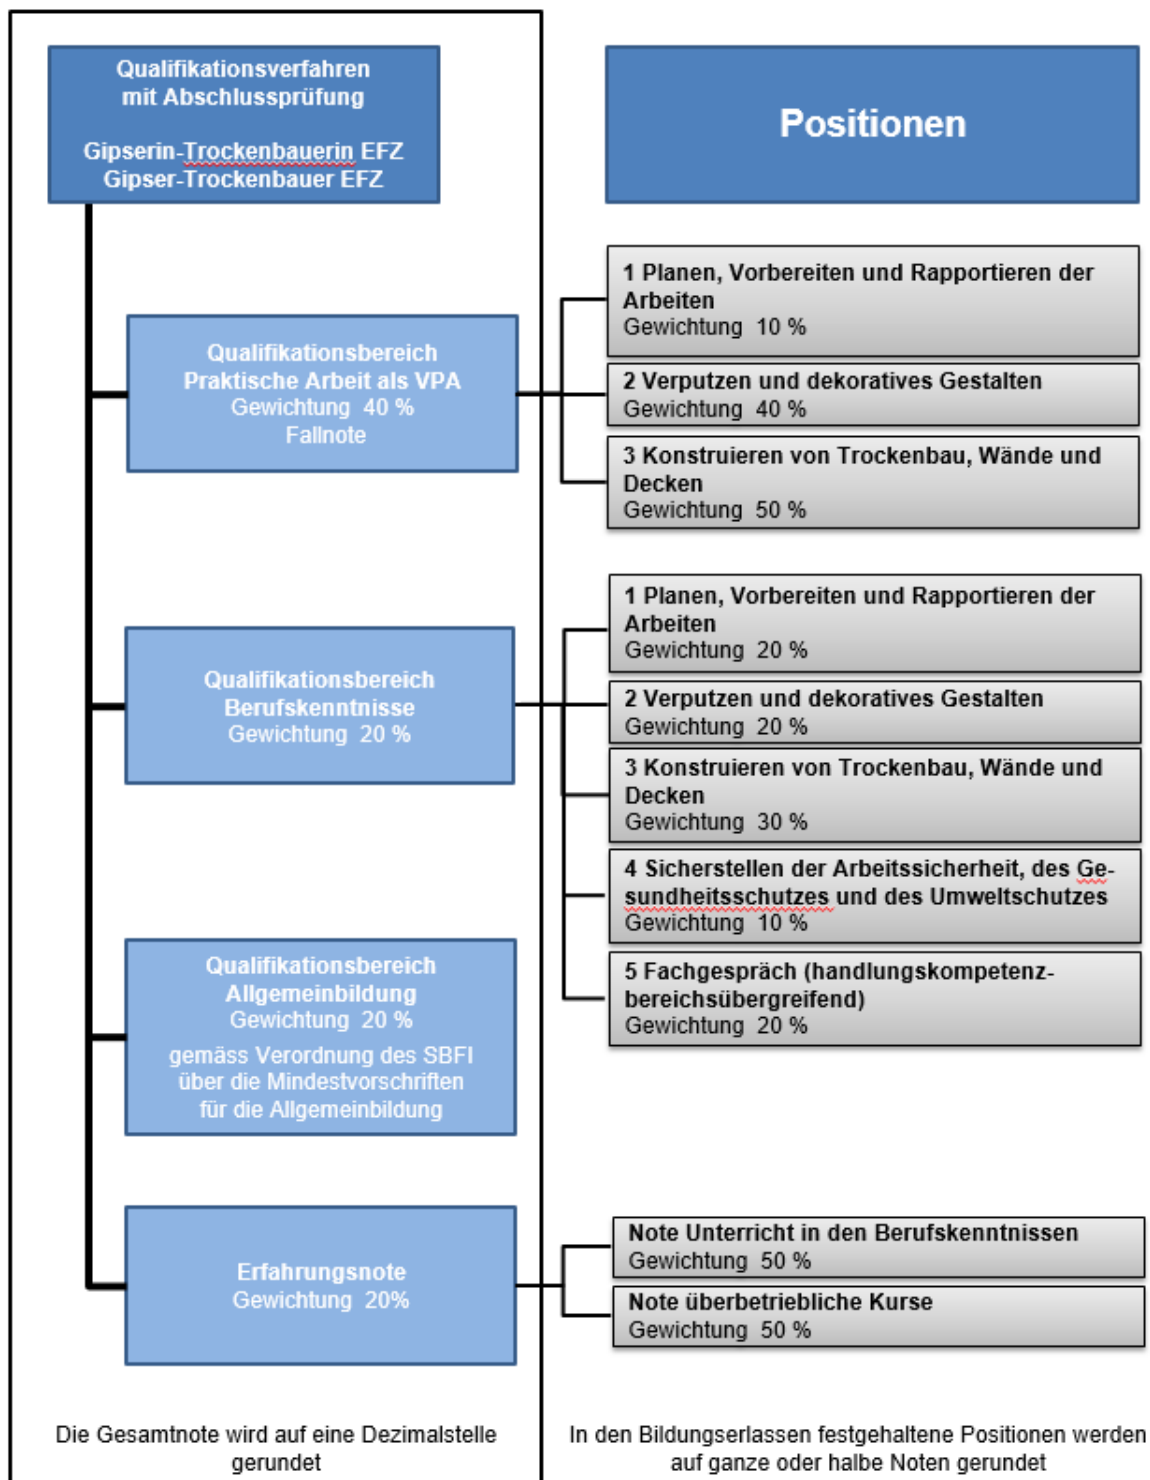 Qualifikationsverfahren
mit Abschlussprüfung
Gipserin-Trockenbauerin EFZ
Gipser-Trockenbauer EFZ
Positionen
Qualifikationsbereich
Praktische Arbeit als VPA
Gewichtung 40 %
Fallnote
1 Planen, Vorbereiten und Rapportieren der
Arbeiten
Gewichtung 10 %
2 Verputzen und dekoratives Gestalten
Gewichtung 40 %
3 Konstruieren von Trockenbau, Wände und
Decken
Gewichtung 50 %
Qualifikationsbereich
Berufskenntnisse
Gewichtung 20 %
1 Planen, Vorbereiten und Rapportieren der
Arbeiten
Gewichtung 20 %
2 Verputzen und dekoratives Gestalten
Gewichtung 20 %
3 Konstruieren von Trockenbau, Wände und
Decken
Gewichtung 30 %
4 Sicherstellen der Arbeitssicherheit, des Ge-
sundheitsschutzes und des Umweltschutzes
Gewichtung 10 %
5 Fachgespräch (handlungskompetenz-
bereichsübergreifend)
Gewichtung 20 %
Qualifikationsbereich
Allgemeinbildung
Gewichtung 20 %
gemäss Verordnung des SBFI
über die Mindestvorschriften
für die Allgemeinbildung
Erfahrungsnote
Gewichtung 20%
Note Unterricht in den Berufskenntnissen
Gewichtung 50 %
Note überbetriebliche Kurse
Gewichtung 50 %
Die Gesamtnote wird auf eine Dezimalstelle
gerundet
In den Bildungserlassen festgehaltene Positionen werden
auf ganze oder halbe Noten gerundet